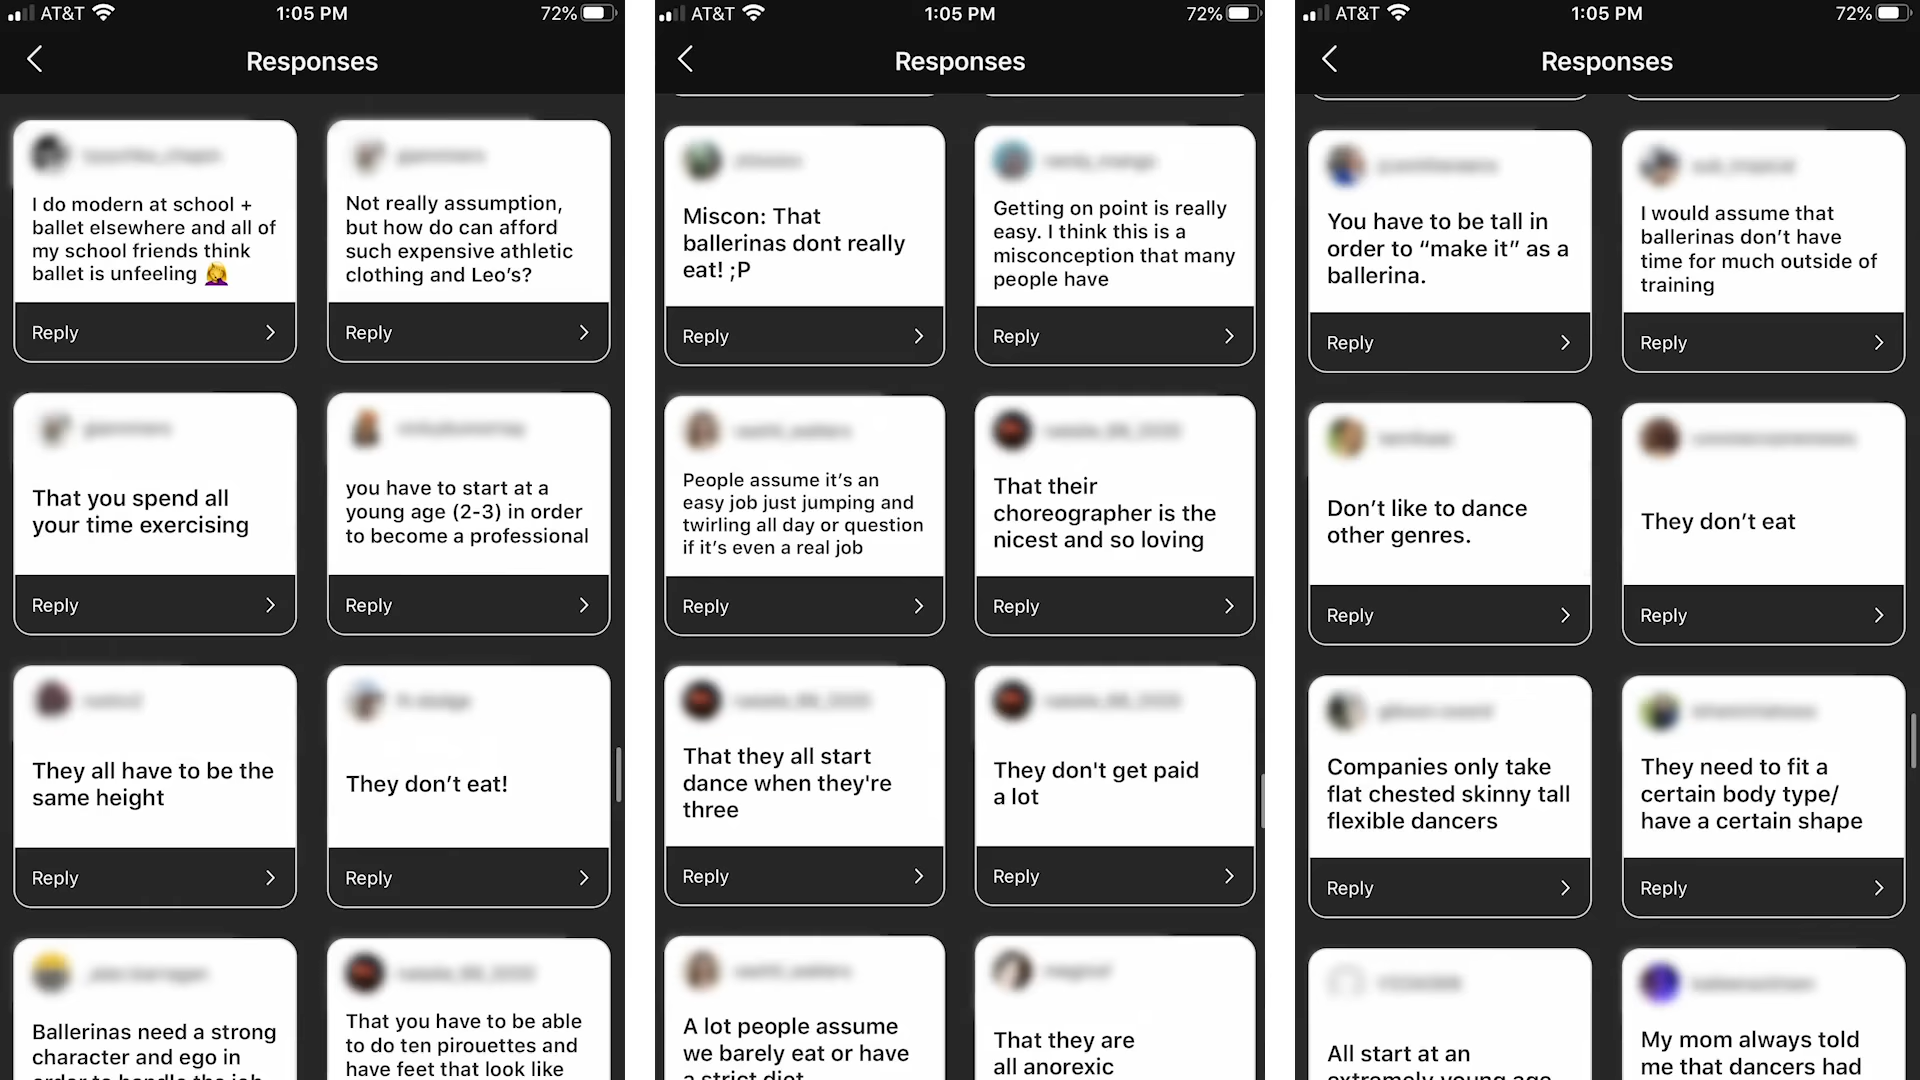 AT&T 1:05 PM 72%
Responses
I do modern at school +
ballet elsewhere and all of
my school friends think
ballet is unfeeling 🤦‍♀️
Reply
Not really assumption,
but how do can afford
such expensive athletic
clothing and Leo's?
Reply
That you spend all
your time exercising
Reply
you have to start at a
young age (2-3) in order
to become a professional
Reply
They all have to be the
same height
Reply
They don't eat!
Reply
Ballerinas need a strong
character and ego in
order to handle the job
That you have to be able
to do ten pirouettes and
have feet that look like
AT&T 1:05 PM 72%
Responses
Miscon: That
ballerinas dont really
eat! ;P
Reply
Getting on point is really
easy. I think this is a
misconception that many
people have
Reply
People assume it's an
easy job just jumping and
twirling all day or question
if it's even a real job
Reply
That their
choreographer is the
nicest and so loving
Reply
That they all start
dance when they're
three
Reply
They don't get paid
a lot
Reply
A lot people assume
we barely eat or have
a strict diet
That they are
all anorexic
AT&T 1:05 PM 72%
Responses
You have to be tall in
order to “make it” as a
ballerina.
Reply
I would assume that
ballerinas don't have
time for much outside of
training
Reply
Don't like to dance
other genres.
Reply
They don't eat
Reply
Companies only take
flat chested skinny tall
flexible dancers
Reply
They need to fit a
certain body type/
have a certain shape
Reply
All start at an
extremely young age
My mom always told
me that dancers had